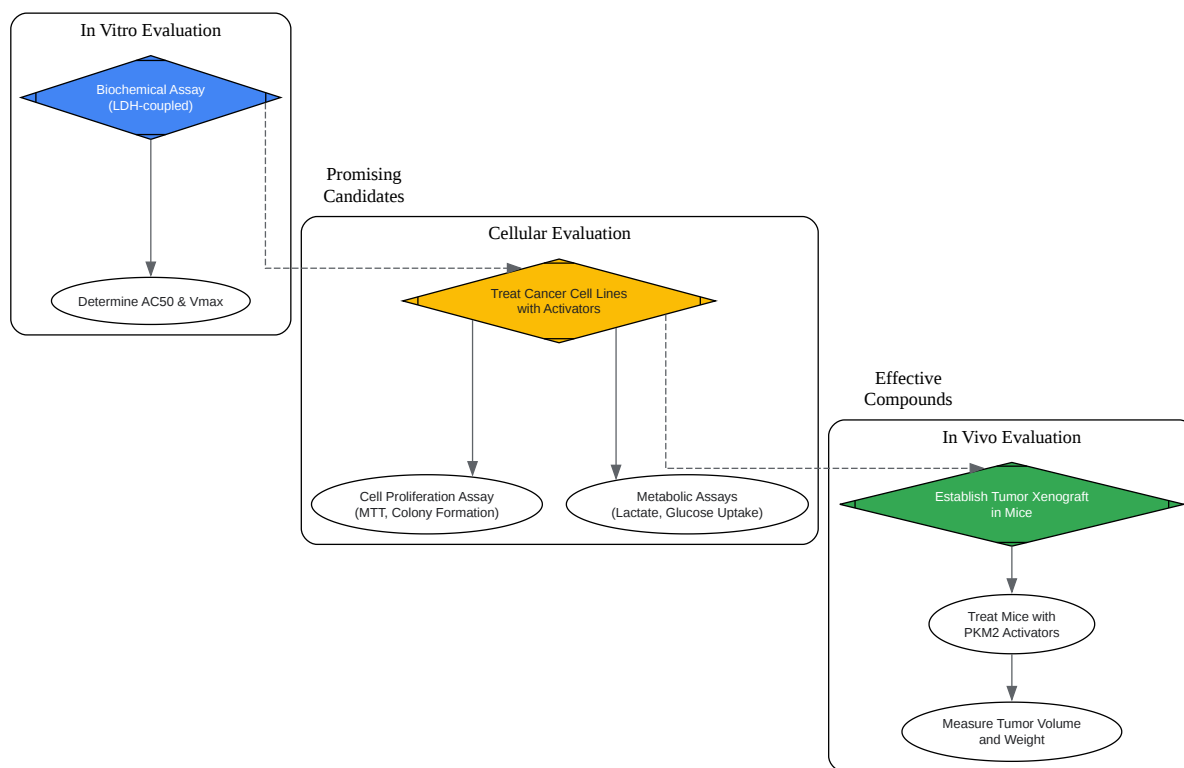 In Vitro Evaluation
Biochemical Assay
(LDH-coupled)
Determine AC50 & Vmax
Promising
Candidates
Cellular Evaluation
Treat Cancer Cell Lines
with Activators
Cell Proliferation Assay
(MTT, Colony Formation)
Metabolic Assays
(Lactate, Glucose Uptake)
Effective
Compounds
In Vivo Evaluation
Establish Tumor Xenograft
in Mice
Treat Mice with
PKM2 Activators
Measure Tumor Volume
and Weight